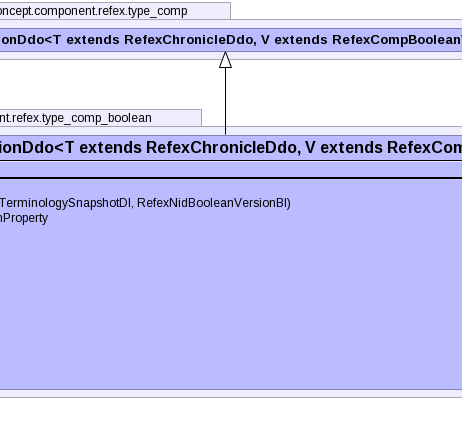 oncept.component.refex.type_comp
onDdo<T extends RefexChronicleDdo, V extends RefexCompBoolean
nt.refex.type_comp_boolean
ionDdo<T extends RefexChronicleDdo, V extends RefexCom
TerminologySnapshotDI, RefexNidBooleanVersionBI)
nProperty